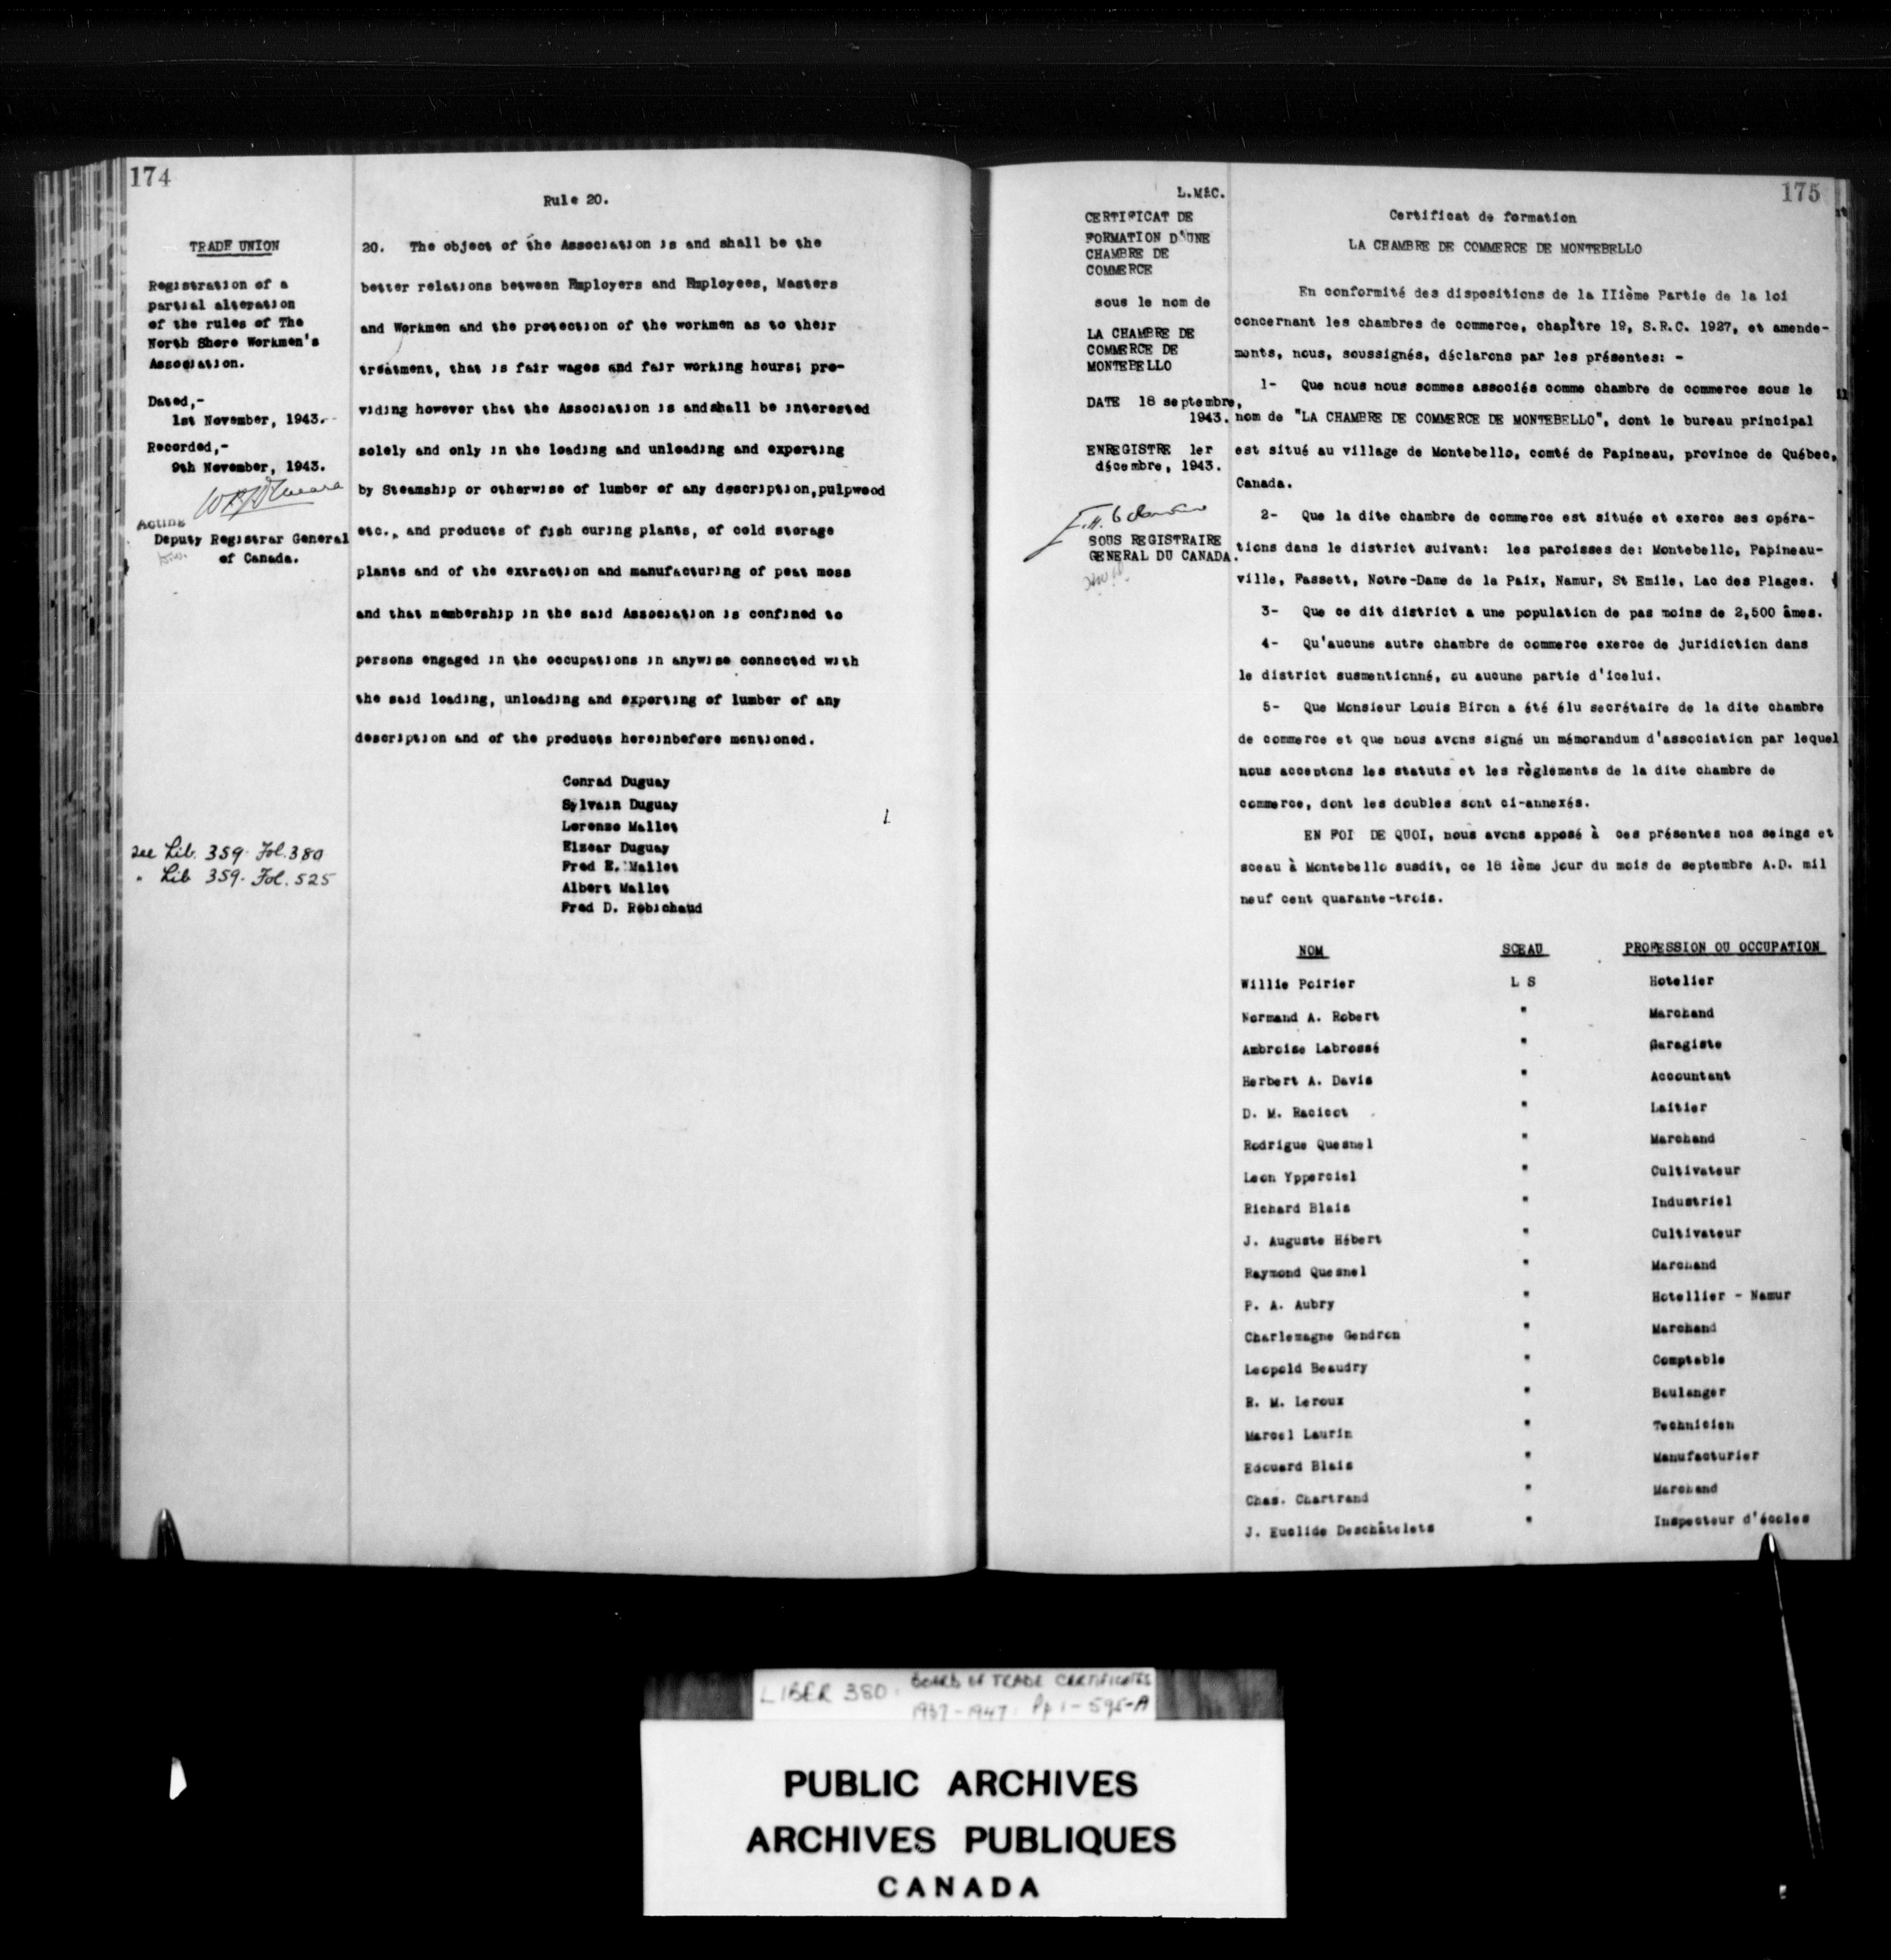 174
Rule 20.
TRADE UNION
Registration of a
partial alteration
of the rules of The
North Shore Workmen's
Association.
Dated,-
1st November, 1943.
Recorded,-
9th November, 1943.
Acting
Deputy Registrar General
of Canada.
see Lib. 359. Fol. 380
" Lib 359. Fol. 525
20. The object of the Association is and shall be the
better relations between Employers and Employees, Masters
and Workmen and the protection of the workmen as to their
treatment, that is fair wages and fair working hours; pro-
viding however that the Association is andshall be interested
solely and only in the loading and unloading and exporting
by Steamship or otherwise of lumber of any description,pulpwood
etc., and products of fish curing plants, of cold storage
plants and of the extraction and manufacturing of peat moss
and that membership in the said Association is confined to
persons engaged in the occupations in anywise connected with
the said loading, unloading and exporting of lumber of any
description and of the products hereinbefore mentioned.
Conrad Duguay
Sylvain Duguay
Lorenzo Mallet
Elzear Duguay
Fred E. Mallet
Albert Mallet
Fred D. Robichaud
175
L.M&C.
CERTIFICAT DE
FORMATION D'UNE
CHAMBRE DE
COMMERCE
sous le nom de
LA CHAMBRE DE
COMMERCE DE
MONTEBELLO
DATE 18 septembre,
1943.
ENREGISTRE 1er
décembre, 1943.
SOUS REGISTRAIRE
GENERAL DU CANADA.
Certificat de formation
LA CHAMBRE DE COMMERCE DE MONTEBELLO
En conformité des dispositions de la IIième Partie de la loi
concernant les chambres de commerce, chapître 19, S.R.C. 1927, et amende-
ments, nous, soussignés, déclarons par les présentes: -
1- Que nous nous sommes associés comme chambre de commerce sous le
nom de "LA CHAMBRE DE COMMERCE DE MONTEBELLO", dont le bureau principal
est situé au village de Montebello, comté de Papineau, province de Québec,
Canada.
2- Que la dite chambre de commerce est située et exerce ses opéra-
tions dans le district suivant: les paroisses de: Montebello, Papineau-
ville, Fassett, Notre-Dame de la Paix, Namur, St Emile, Lac des Plages.
3- Que ce dit district a une population de pas moins de 2,500 âmes.
4- Qu'aucune autre chambre de commerce exerce de juridiction dans
le district susmentionné, ou aucune partie d'icelui.
5- Que Monsieur Louis Biron a été élu secrétaire de la dite chambre
de commerce et que nous avons signé un mémorandum d'association par lequel
nous acceptons les statuts et les règlements de la dite chambre de
commerce, dont les doubles sont ci-annexés.
EN FOI DE QUOI, nous avons apposé à ces présentes nos seings et
sceau à Montebello susdit, ce 18 ième jour du mois de septembre A.D. mil
neuf cent quarante-trois.
NOM SCEAU PROFESSION OU OCCUPATION
Willie Poirier L S Hotelier
Normand A. Robert " Marchand
Ambroise Labrossé " Garagiste
Herbert A. Davis " Accountant
D. M. Racicot " Laitier
Rodrigue Quesnel " Marchand
LeonYpperciel " Cultivateur
Richard Blais " Industriel
J. Auguste Hébert " Cultivateur
Raymond Quesnel " Marchand
P. A. Aubry " Hotellier - Namur
Charlemagne Gendron " Marchand
Leopold Beaudry " Comptable
R. M. Leroux " Boulanger
Marcel Laurin " Technicien
Edouard Blais " Manufacturier
Chas. Chartrand " Marchand
J. Euclide Deschâtelets " Inspecteur d'écoles
LIBER 380. BOARD OF TRADE CERTIFICATES
1937-1947. Pp 1-595-A
PUBLIC ARCHIVES
ARCHIVES PUBLIQUES
CANADA